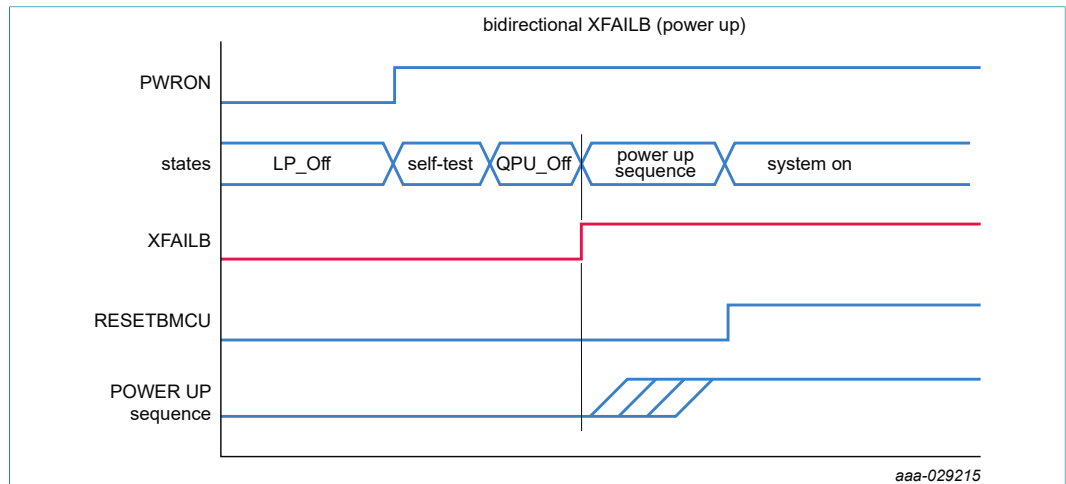 bidirectional XFAILB (power up)
PWRON
states
LP_Off
self-test
QPU_Off
power up
sequence
system on
XFAILB
RESETBMCU
POWER UP
sequence
aaa-029215